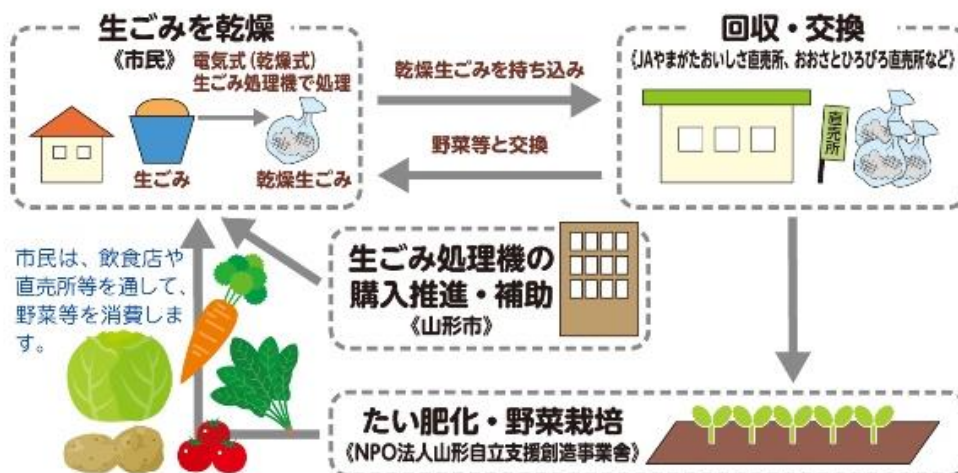 生ごみを乾燥
《市民》
電気式(乾燥式)
生ごみ処理機で処理
生ごみ
乾燥生ごみ
乾燥生ごみを持ち込み
野菜等と交換
回収・交換
《JAやまがたおいしさ直売所、おおさとひろびろ直売所など》
直売所
市民は、飲食店や
直売所等を通して、
野菜等を消費しま
す。
生ごみ処理機の
購入推進・補助
《山形市》
たい肥化・野菜栽培
《NPO法人山形自立支援創造事業舎》